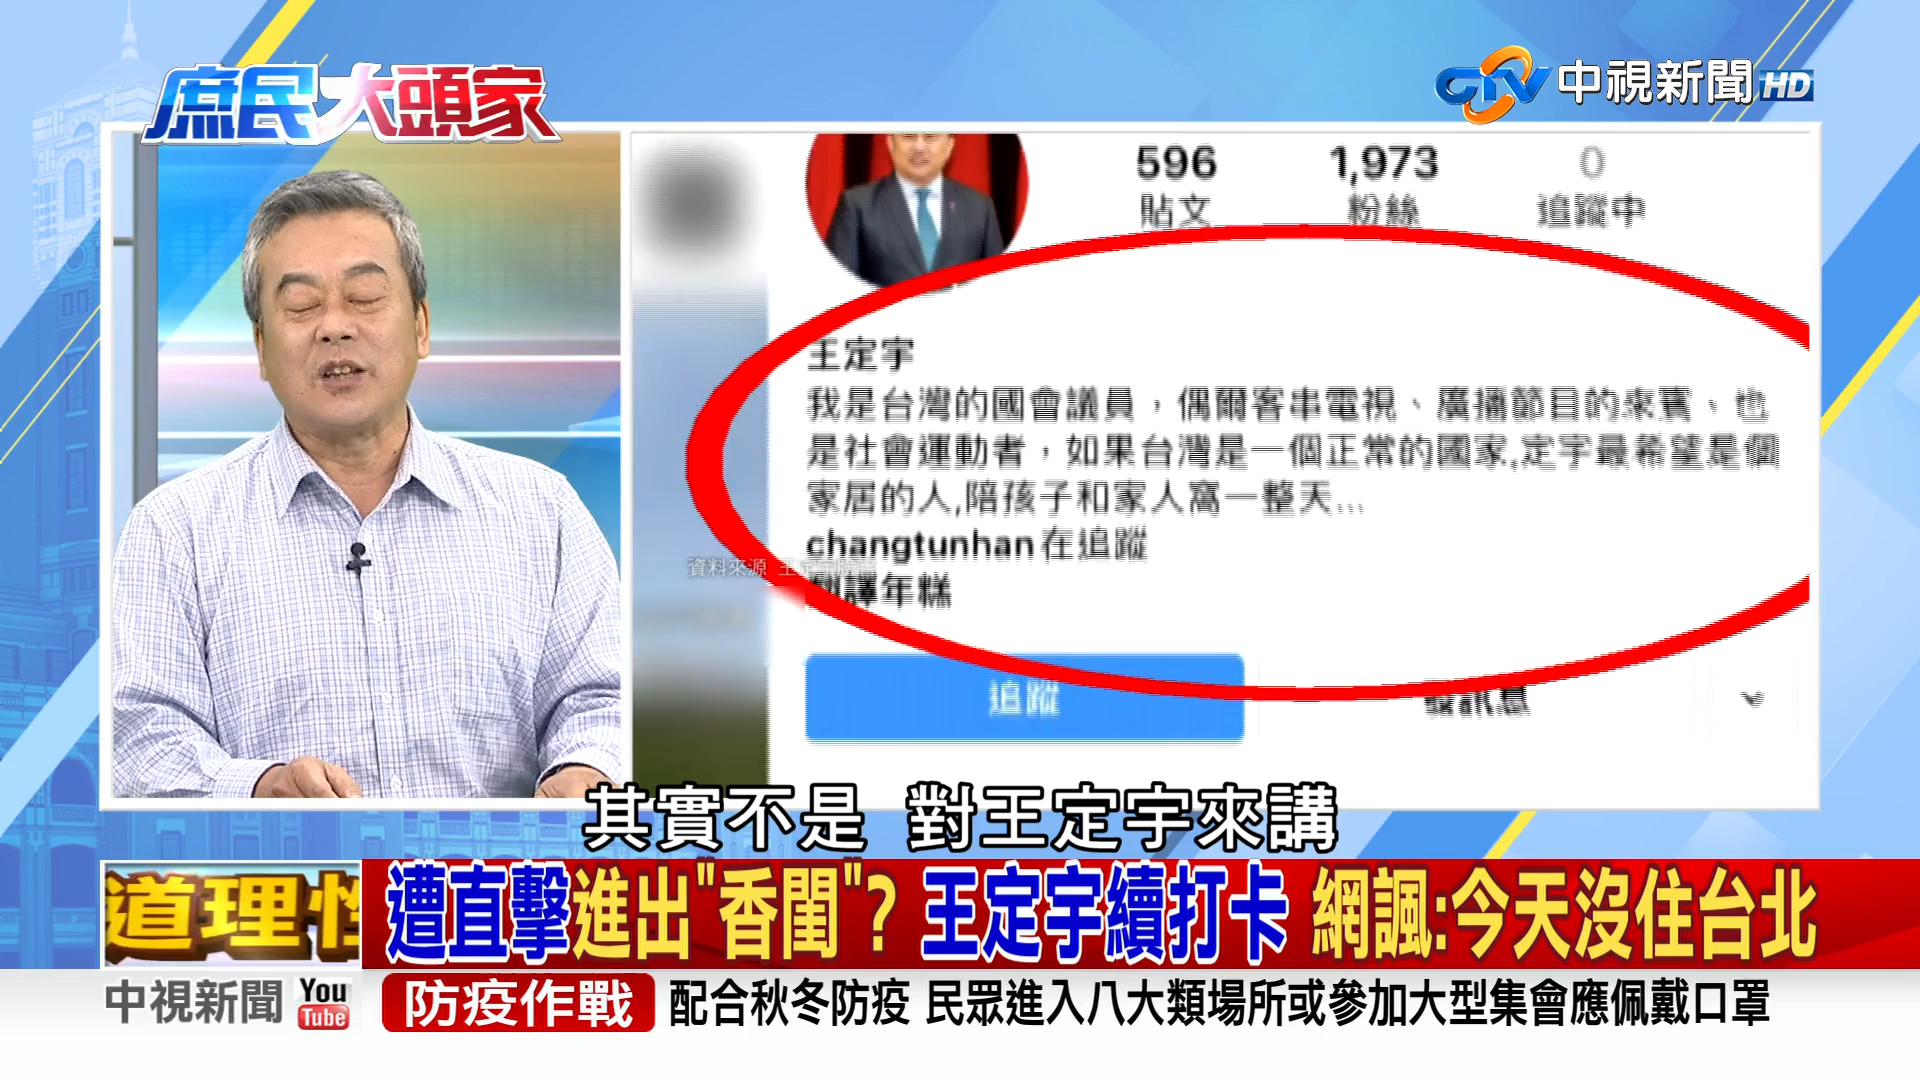 庶民大頭家
CTV 中視新聞 HD
596
貼文
1,973
粉絲
0
追蹤中
王定宇
我是台灣的國會議員，偶爾客串電視、廣播節目的來賓、也
是社會運動者，如果台灣是一個正常的國家,定宇最希望是個
家居的人,陪孩子和家人窩一整天...
changtunhan在追蹤
翻譯年糕
資料來源
追蹤
發訊息
其實不是 對王定宇來講
道理性
遭直擊進出"香閨"？王定宇續打卡 網諷:今天沒住台北
中視新聞 YouTube
防疫作戰 配合秋冬防疫 民眾進入八大類場所或參加大型集會應佩戴口罩